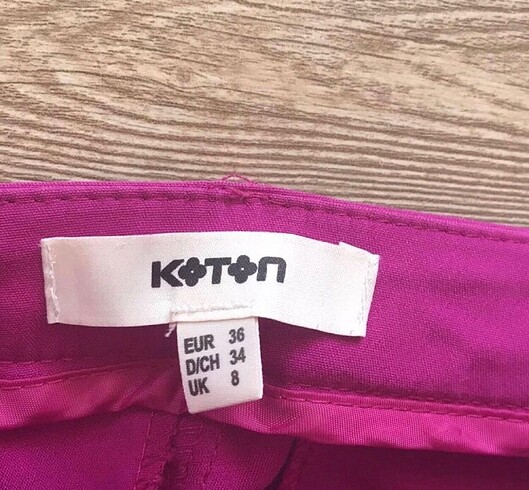 KOTON
EUR 36
D/CH 34
UK 8